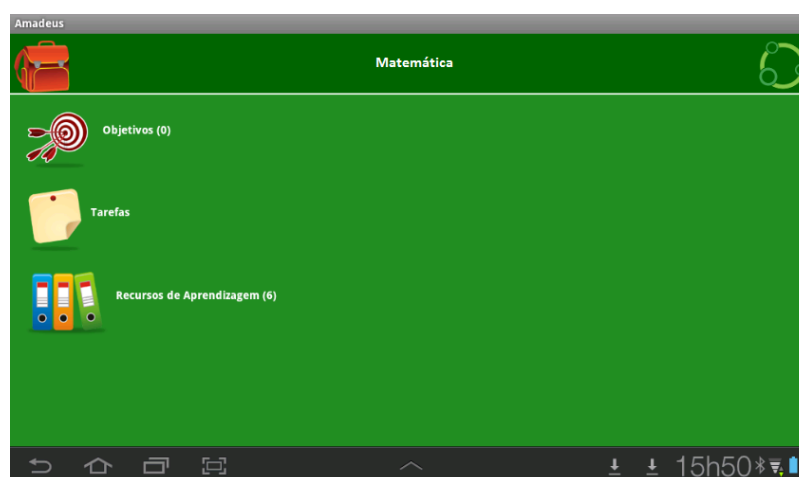 Amadeus
Matemática
Objetivos (0)
Tarefas
Recursos de Aprendizagem (6)
15h50